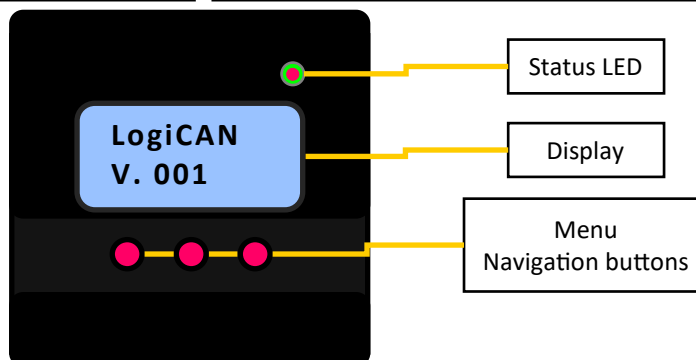 Status LED
LogiCAN
V. 001
Display
Menu
Navigation buttons